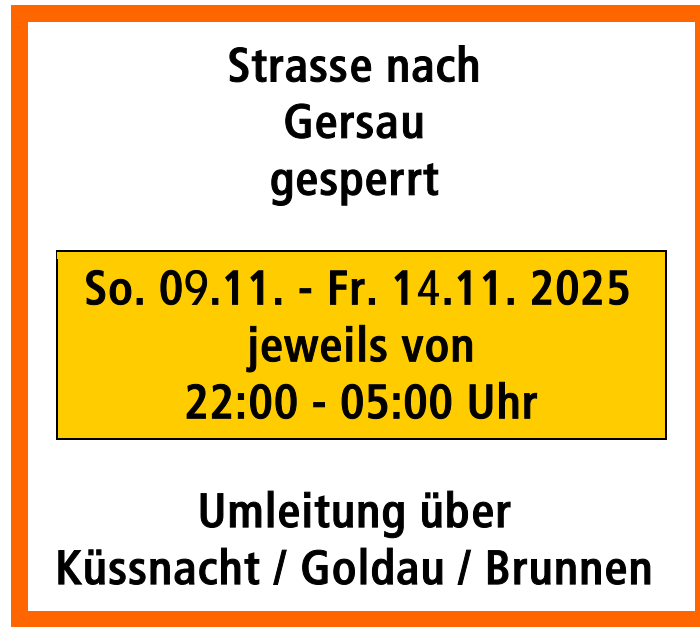 Strasse nach
Gersau
gesperrt
So. 09.11. - Fr. 14.11. 2025
jeweils von
22:00 - 05:00 Uhr
Umleitung über
Küssnacht / Goldau / Brunnen